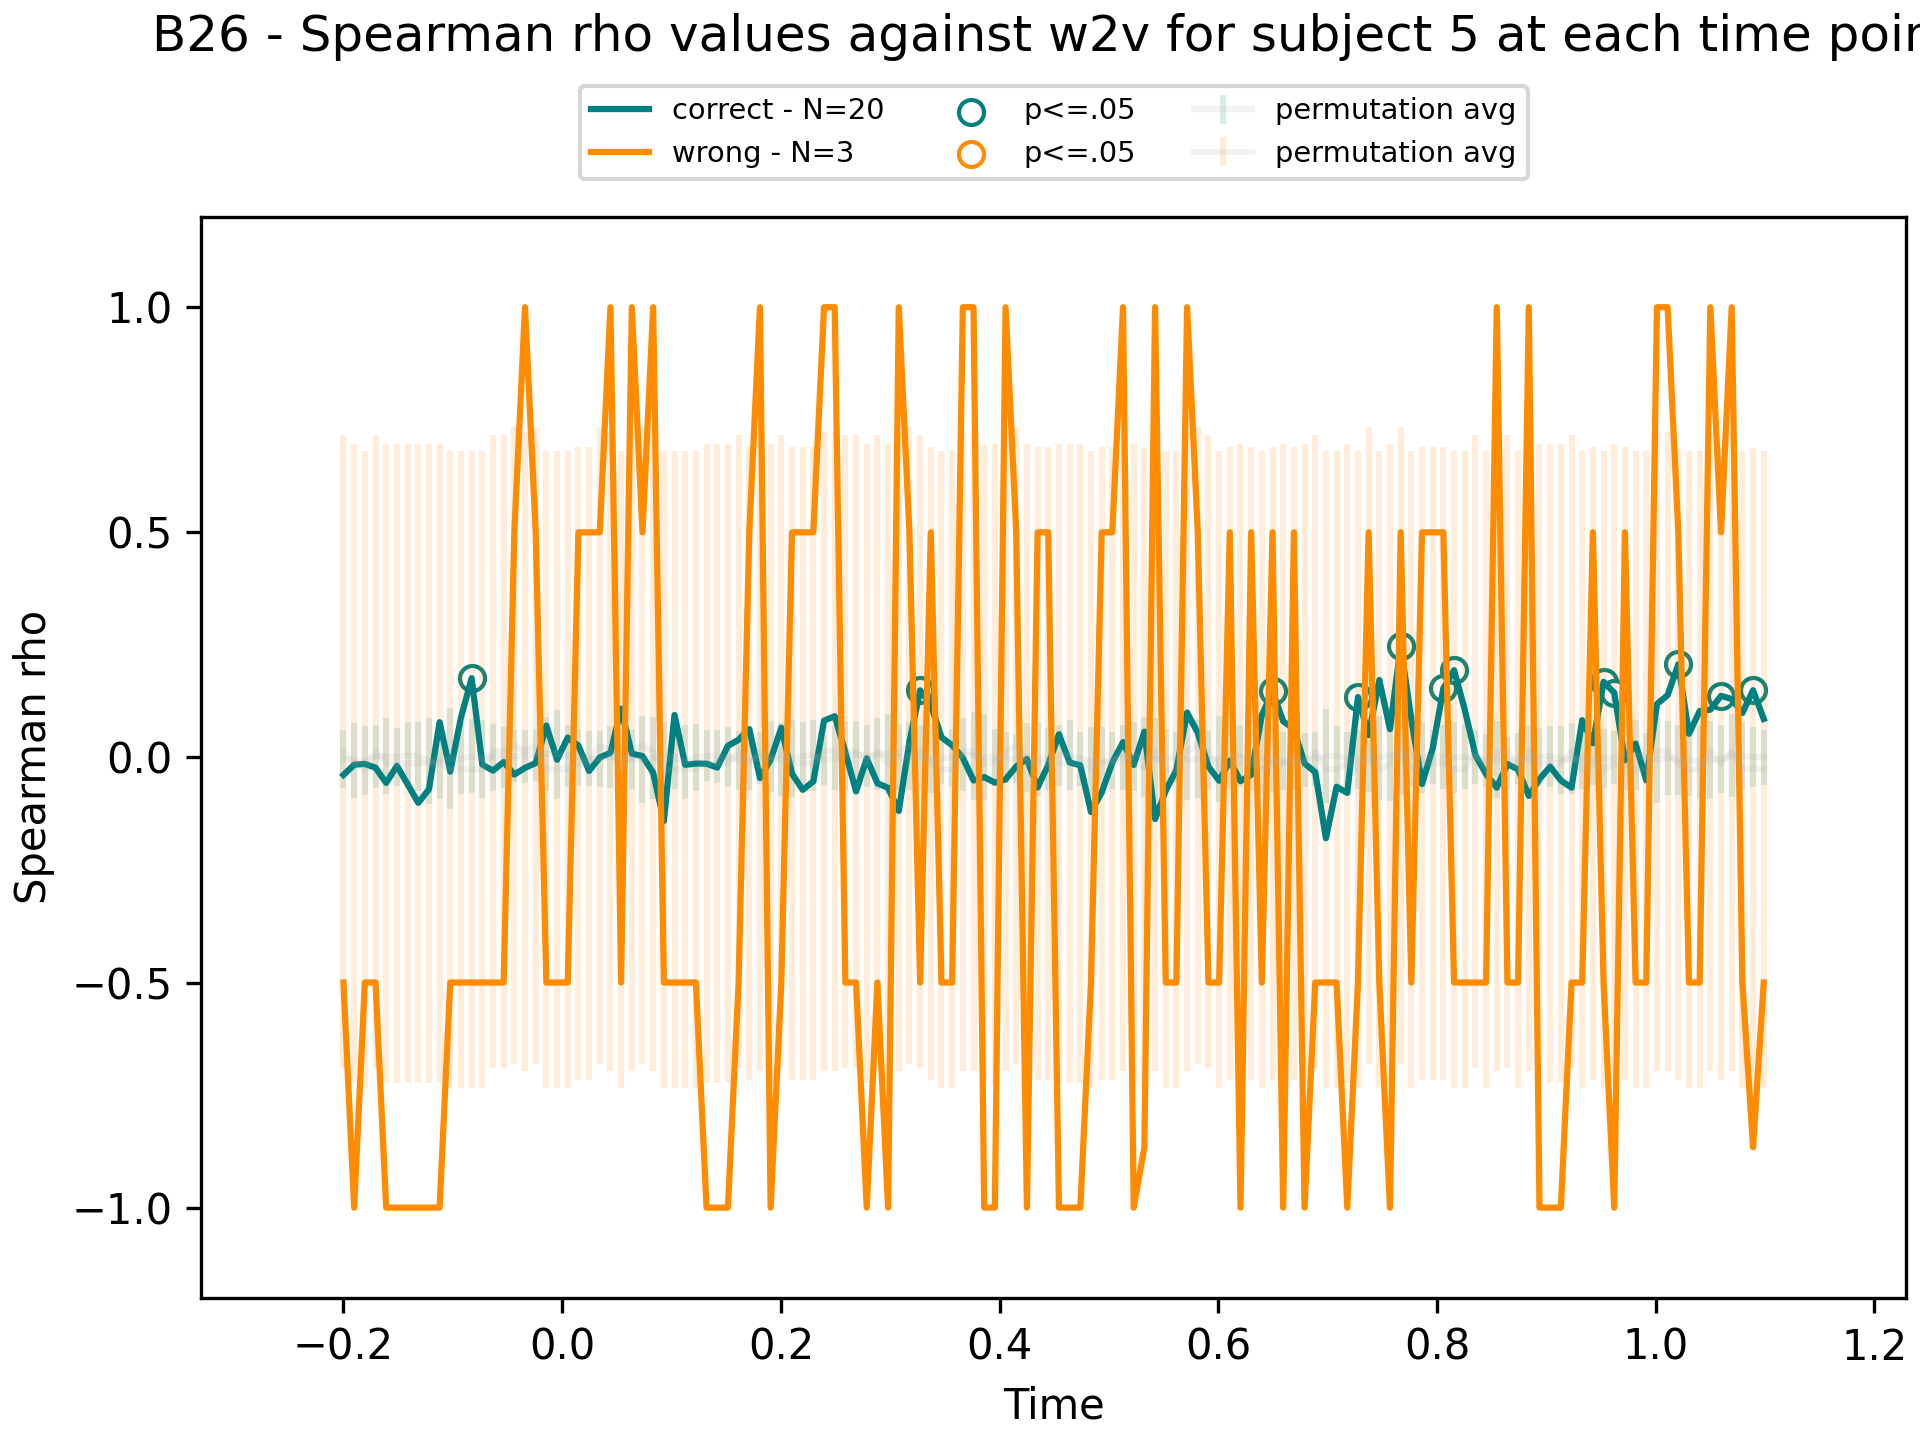 B26 - Spearman rho values against w2v for subject 5 at each time poin
correct - N=20
wrong - N=3
p<=.05
p<=.05
permutation avg
permutation avg
1.0
0.5
0.0
−0.5
−1.0
Spearman rho
−0.2 0.0 0.2 0.4 0.6 0.8 1.0 1.2
Time